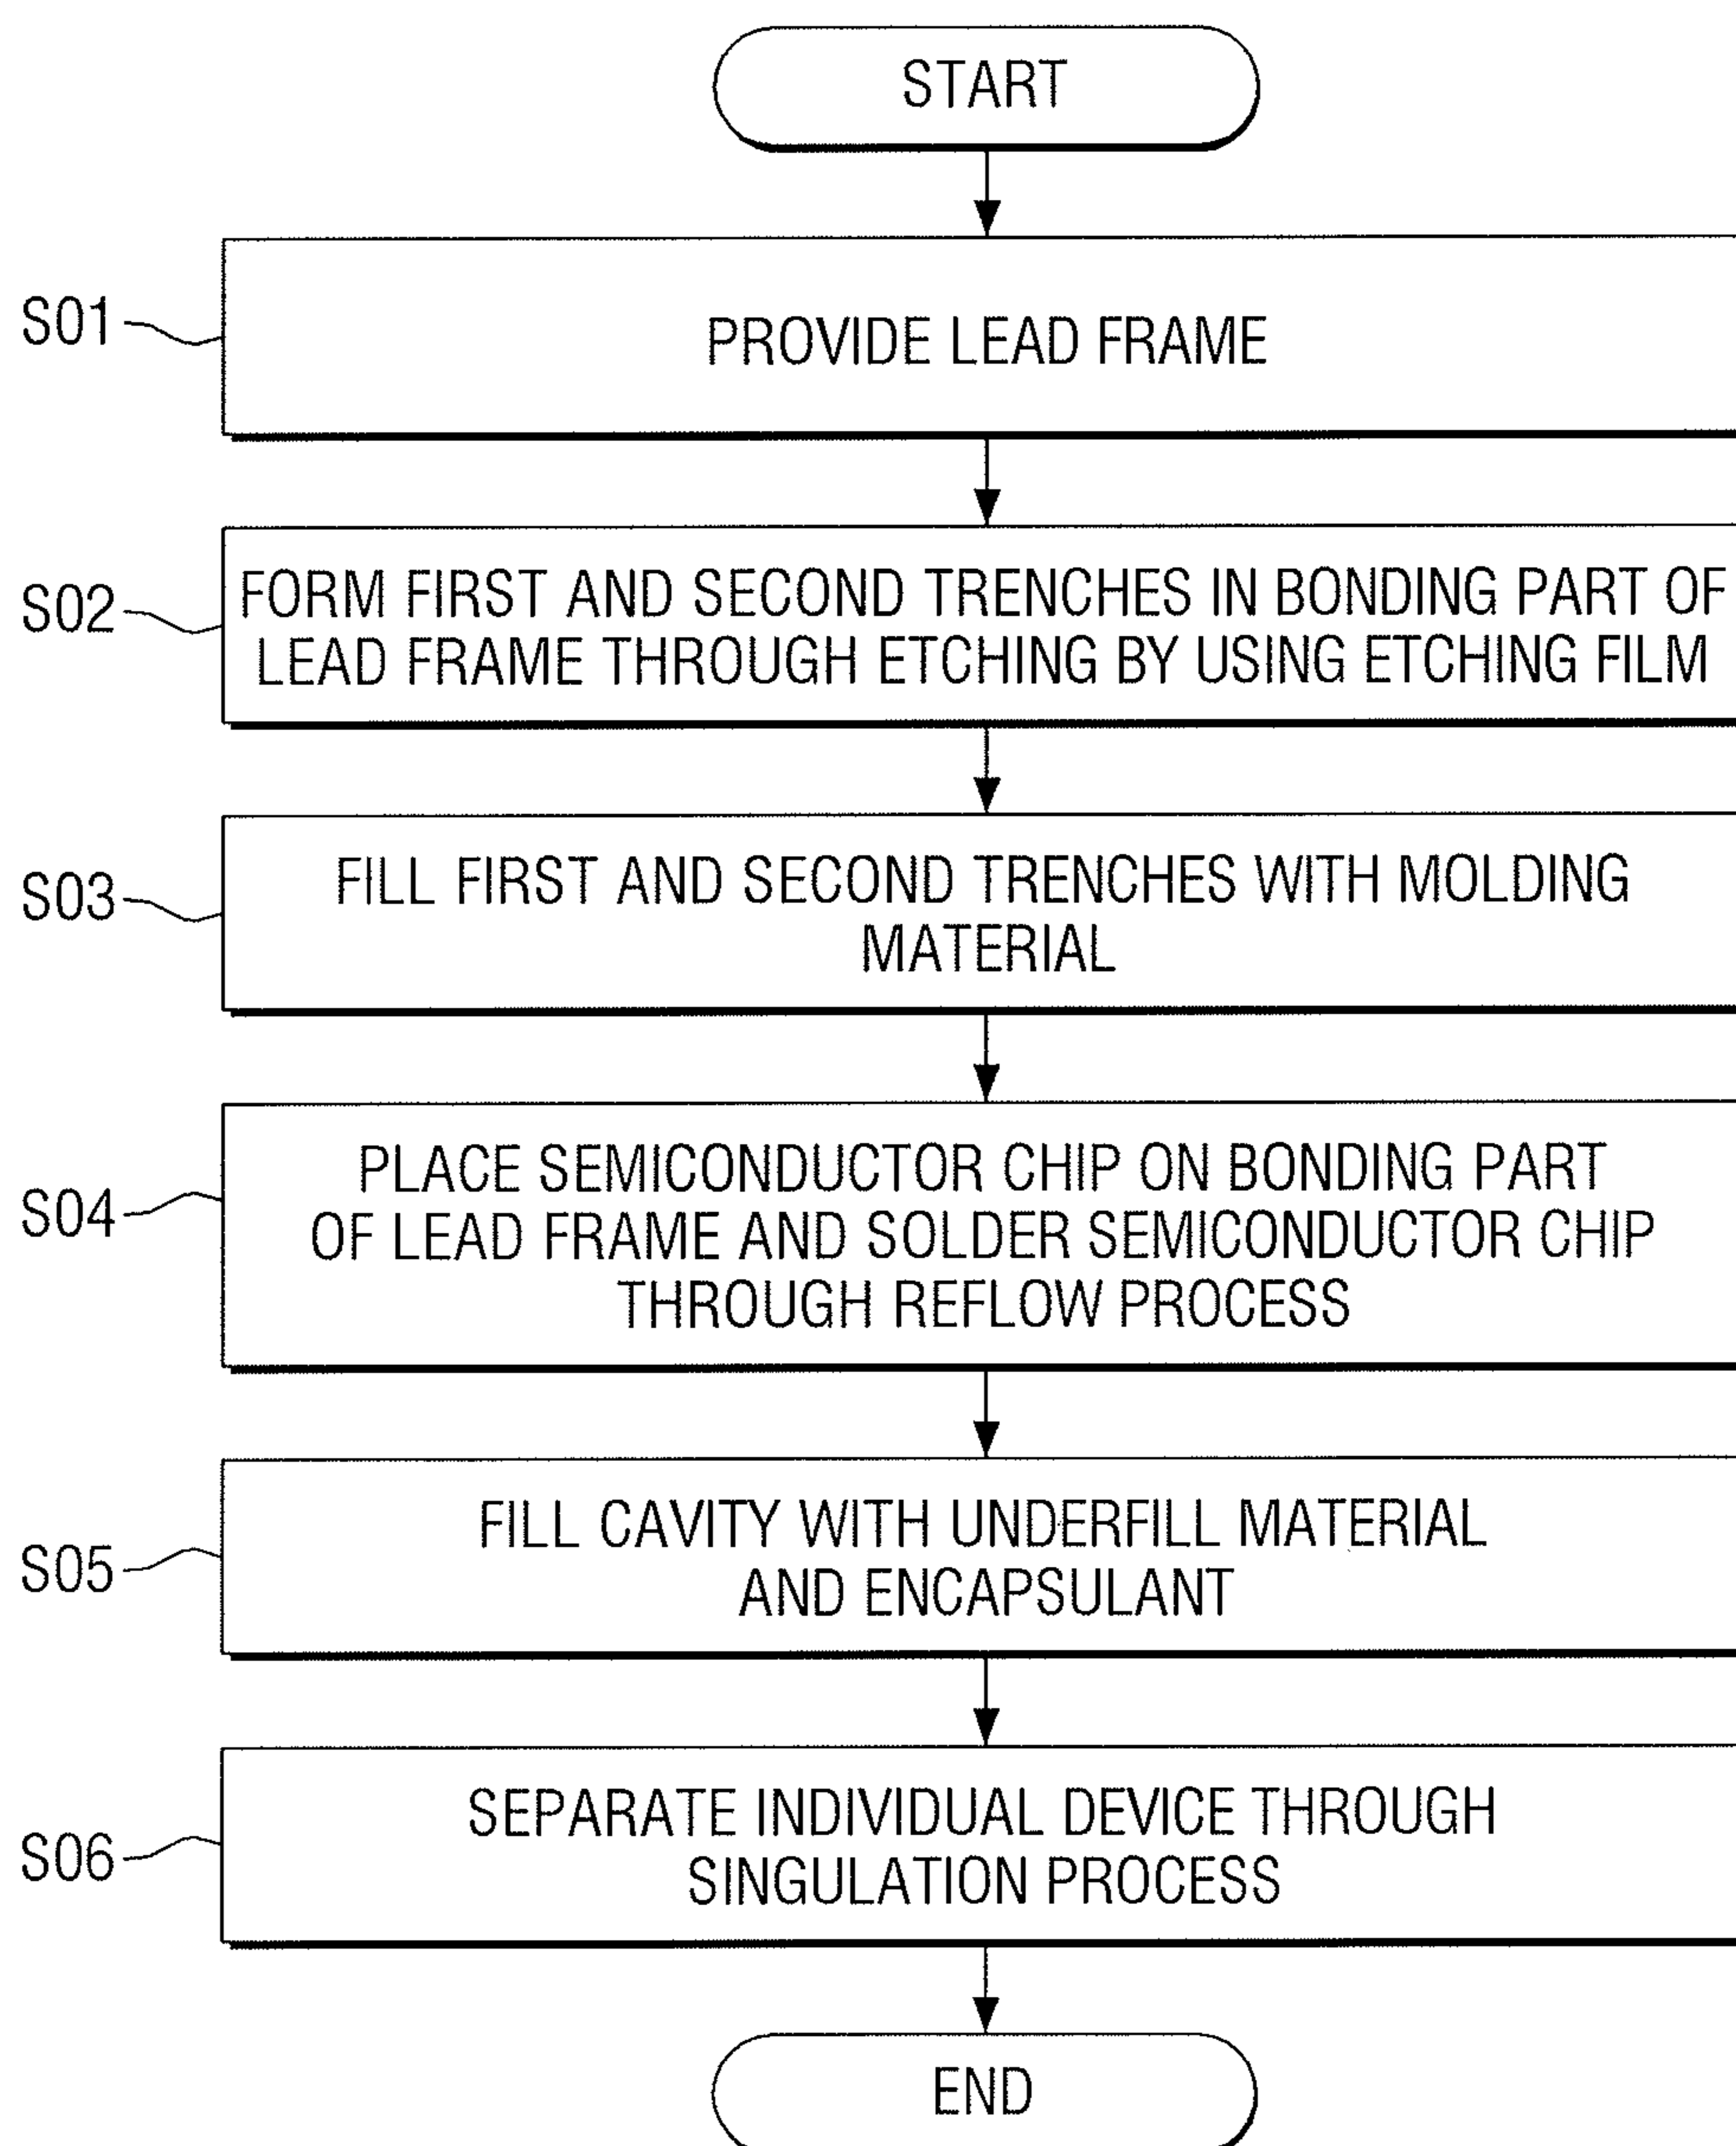 START
S01
PROVIDE LEAD FRAME
S02
FORM FIRST AND SECOND TRENCHES IN BONDING PART OF
LEAD FRAME THROUGH ETCHING BY USING ETCHING FILM
S03
FILL FIRST AND SECOND TRENCHES WITH MOLDING
MATERIAL
S04
PLACE SEMICONDUCTOR CHIP ON BONDING PART
OF LEAD FRAME AND SOLDER SEMICONDUCTOR CHIP
THROUGH REFLOW PROCESS
S05
FILL CAVITY WITH UNDERFILL MATERIAL
AND ENCAPSULANT
S06
SEPARATE INDIVIDUAL DEVICE THROUGH
SINGULATION PROCESS
END